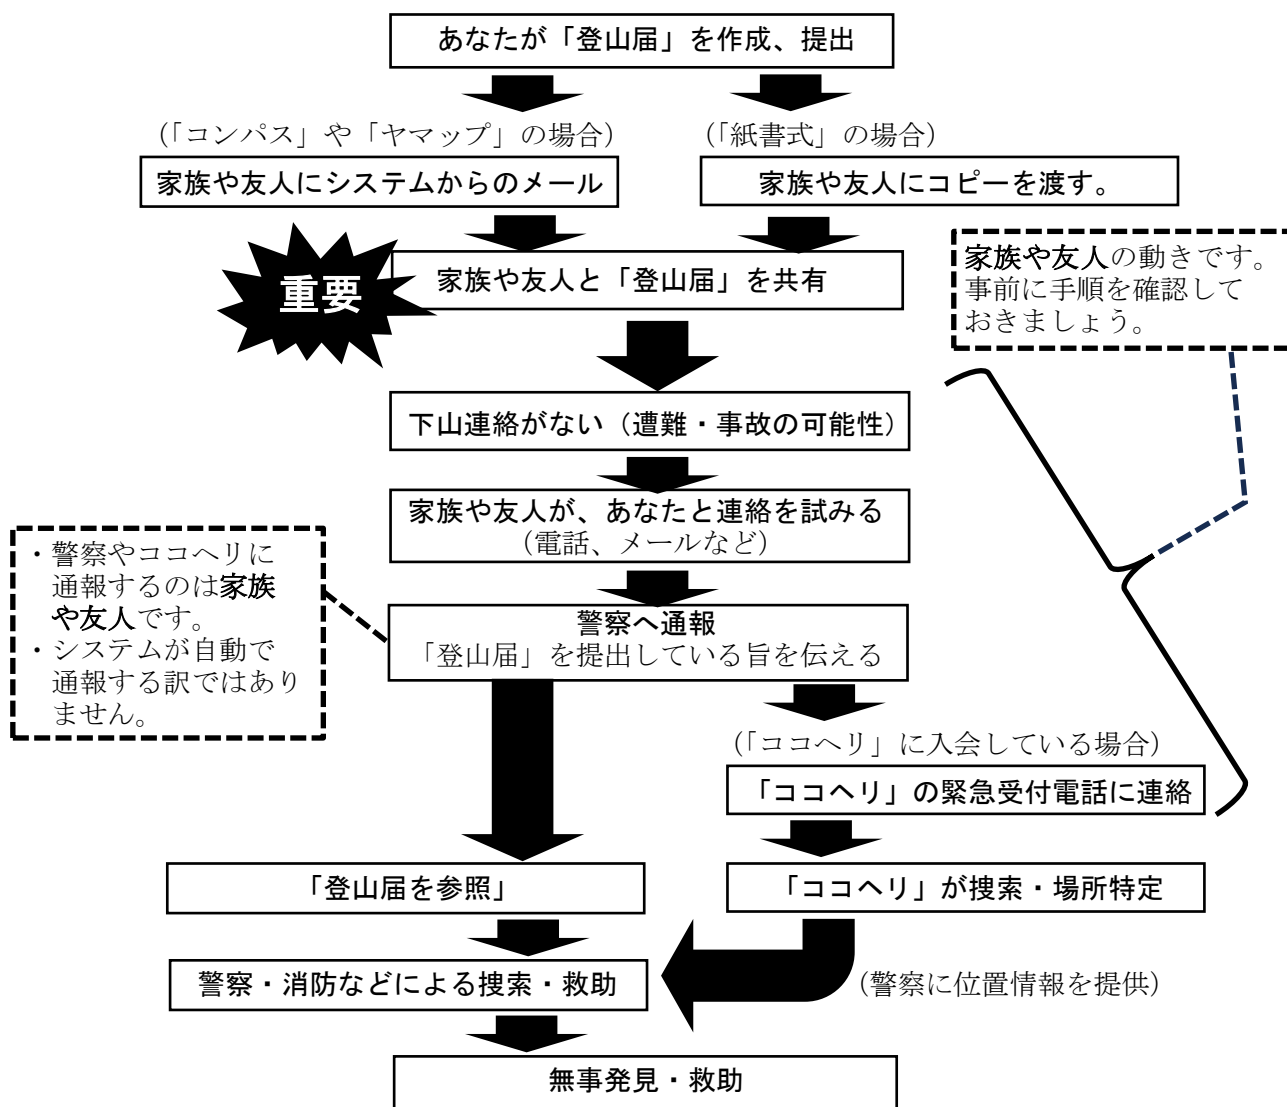 あなたが「登山届」を作成、提出
(「コンパス」や「ヤマップ」の場合)
(「紙書式」の場合)
家族や友人にシステムからのメール
家族や友人にコピーを渡す。
重要
家族や友人と「登山届」を共有
家族や友人の動きです。
事前に手順を確認して
おきましょう。
下山連絡がない（遭難・事故の可能性）
家族や友人が、あなたと連絡を試みる
（電話、メールなど）
・警察やココヘリに
通報するのは家族
や友人です。
・システムが自動で
通報する訳ではあり
ません。
警察へ通報
「登山届」を提出している旨を伝える
(「ココヘリ」に入会している場合)
「ココヘリ」の緊急受付電話に連絡
「登山届を参照」
「ココヘリ」が捜索・場所特定
警察・消防などによる捜索・救助
(警察に位置情報を提供)
無事発見・救助